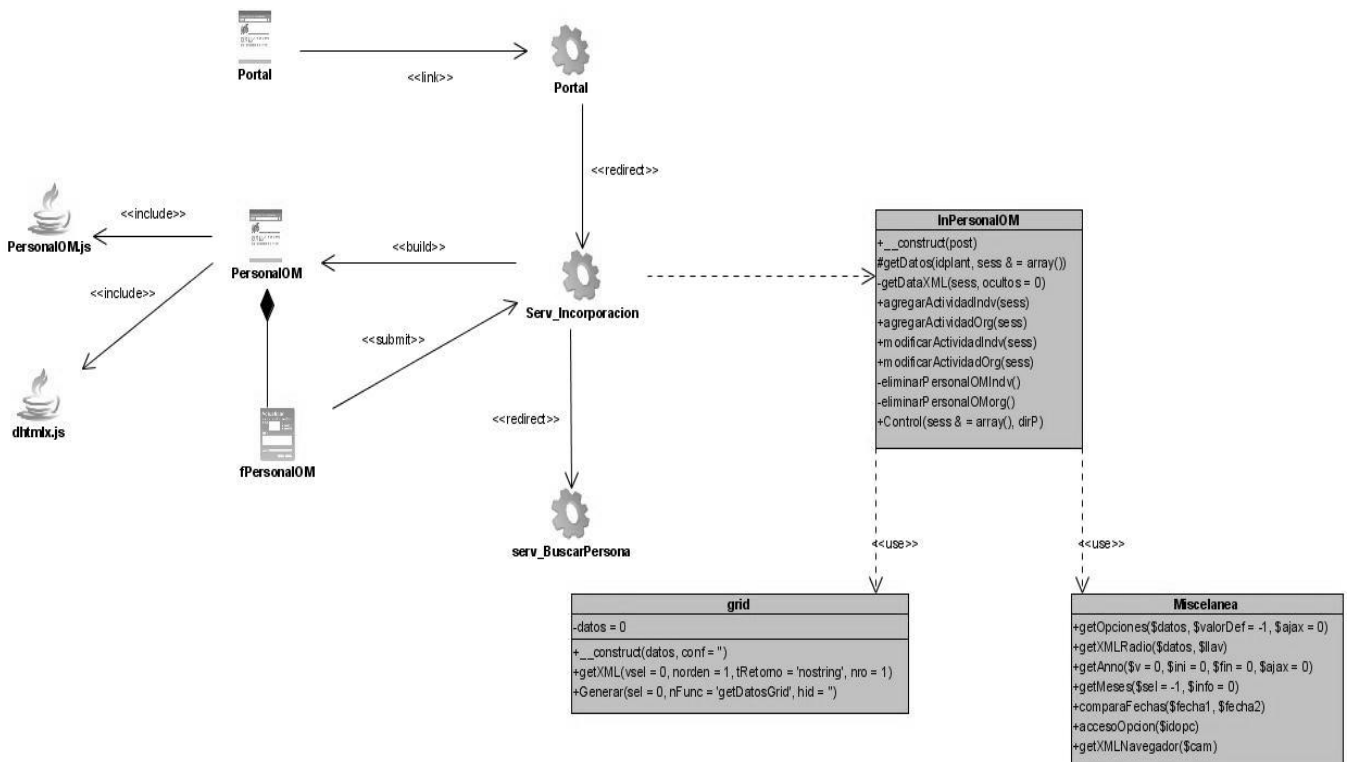 Portal
<<link>>
Portal
<<redirect>>
PersonalOM.js
<<include>>
<<include>>
dhtmlx.js
PersonalOM
<<build>>
Serv_Incorporacion
<<submit>>
fPersonalOM
<<redirect>>
serv_BuscarPersona
InPersonalOM
+__construct(post)
#getDatos(idplant, sess & = array())
-getDataXML(sess, ocultos = 0)
+agregarActividadIndv(sess)
+agregarActividadOrg(sess)
+modificarActividadIndv(sess)
+modificarActividadOrg(sess)
-eliminarPersonalOMIndv()
-eliminarPersonalOMorg()
+Control(sess & = array(), dirP)
<<use>>
<<use>>
grid
-datos = 0
+__construct(datos, conf = '')
+getXML(vsel = 0, norden = 1, tRetorno = 'nostring', nro = 1)
+Generar(sel = 0, nFunc = 'getDatosGrid', hid = '')
Miscelanea
+getOpciones($datos, $valorDef = -1, $ajax = 0)
+getXMLRadio($datos, $llav)
+getAnno($v = 0, $ini = 0, $fin = 0, $ajax = 0)
+getMeses($sel = -1, $info = 0)
+comparaFechas($fecha1, $fecha2)
+accesoOpcion($idopc)
+getXMLNavegador($cam)